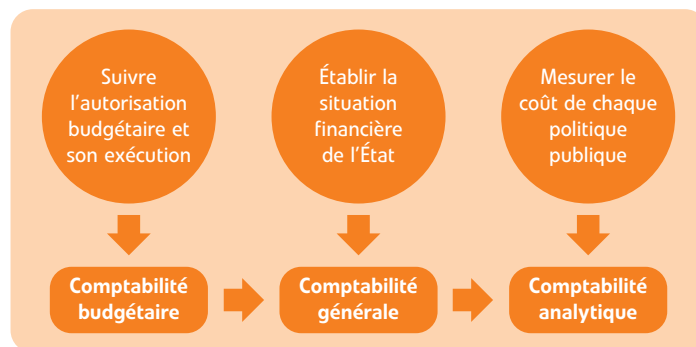 Suivre
l'autorisation
budgétaire et
son exécution
Établir la
situation
financière
de l'État
Mesurer le
coût de chaque
politique
publique
Comptabilité
budgétaire
Comptabilité
générale
Comptabilité
analytique